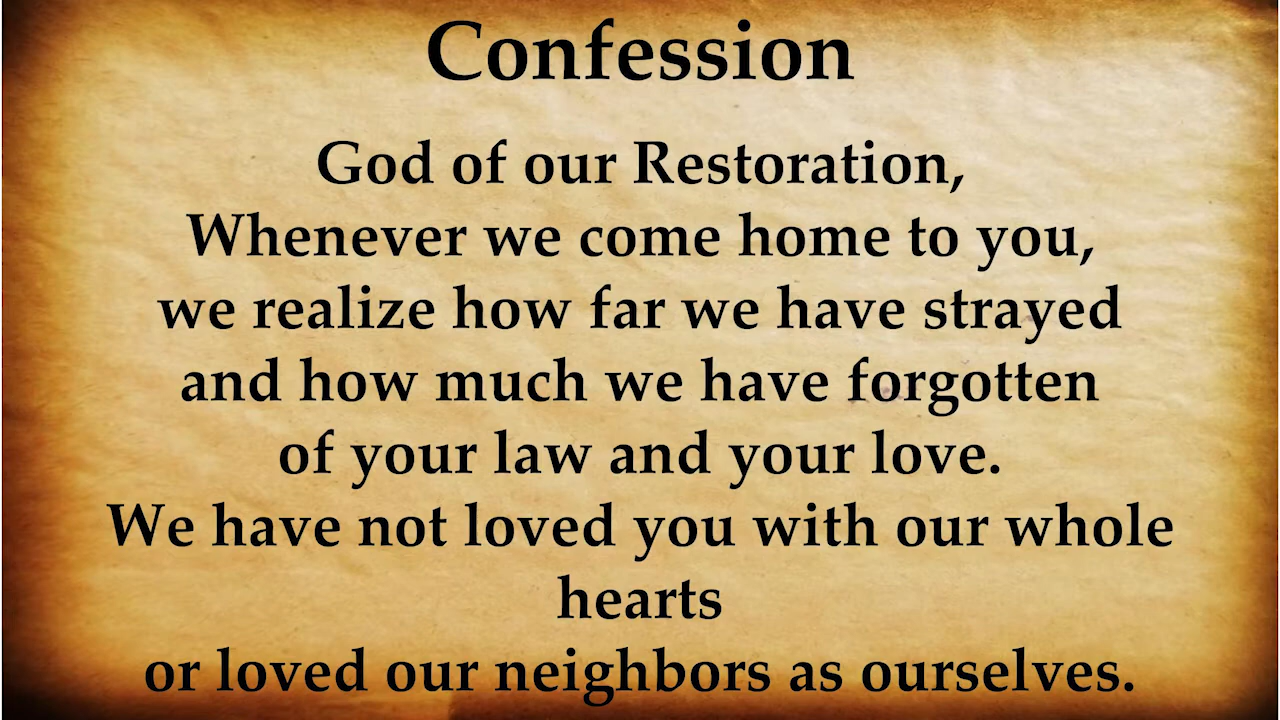 Confession
God of our Restoration,
Whenever we come home to you,
we realize how far we have strayed
and how much we have forgotten
of your law and your love.
We have not loved you with our whole
hearts
or loved our neighbors as ourselves.